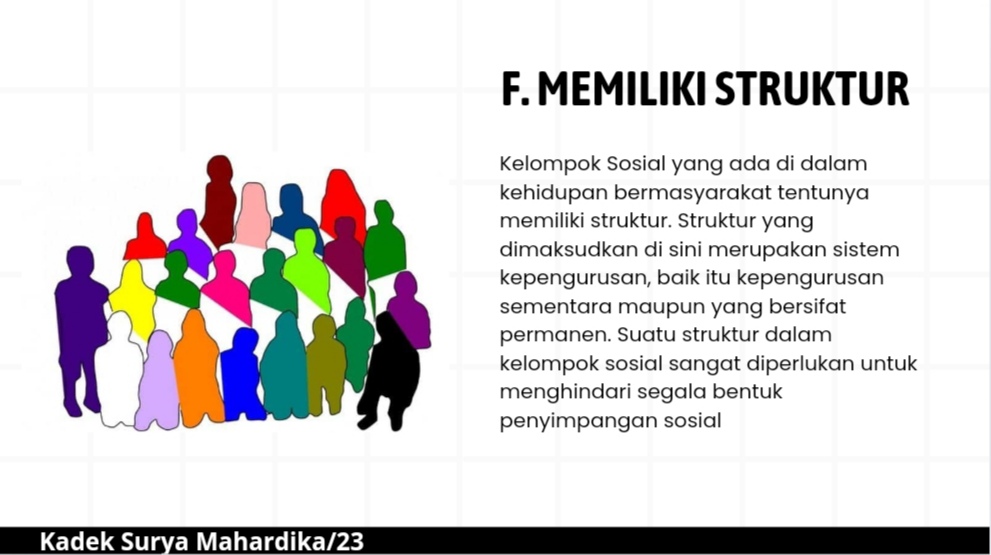 F. MEMILIKI STRUKTUR
Kelompok Sosial yang ada di dalam
kehidupan bermasyarakat tentunya
memiliki struktur. Struktur yang
dimaksudkan di sini merupakan sistem
kepengurusan, baik itu kepengurusan
sementara maupun yang bersifat
permanen. Suatu struktur dalam
kelompok sosial sangat diperlukan untuk
menghindari segala bentuk
penyimpangan sosial
Kadek Surya Mahardika/23